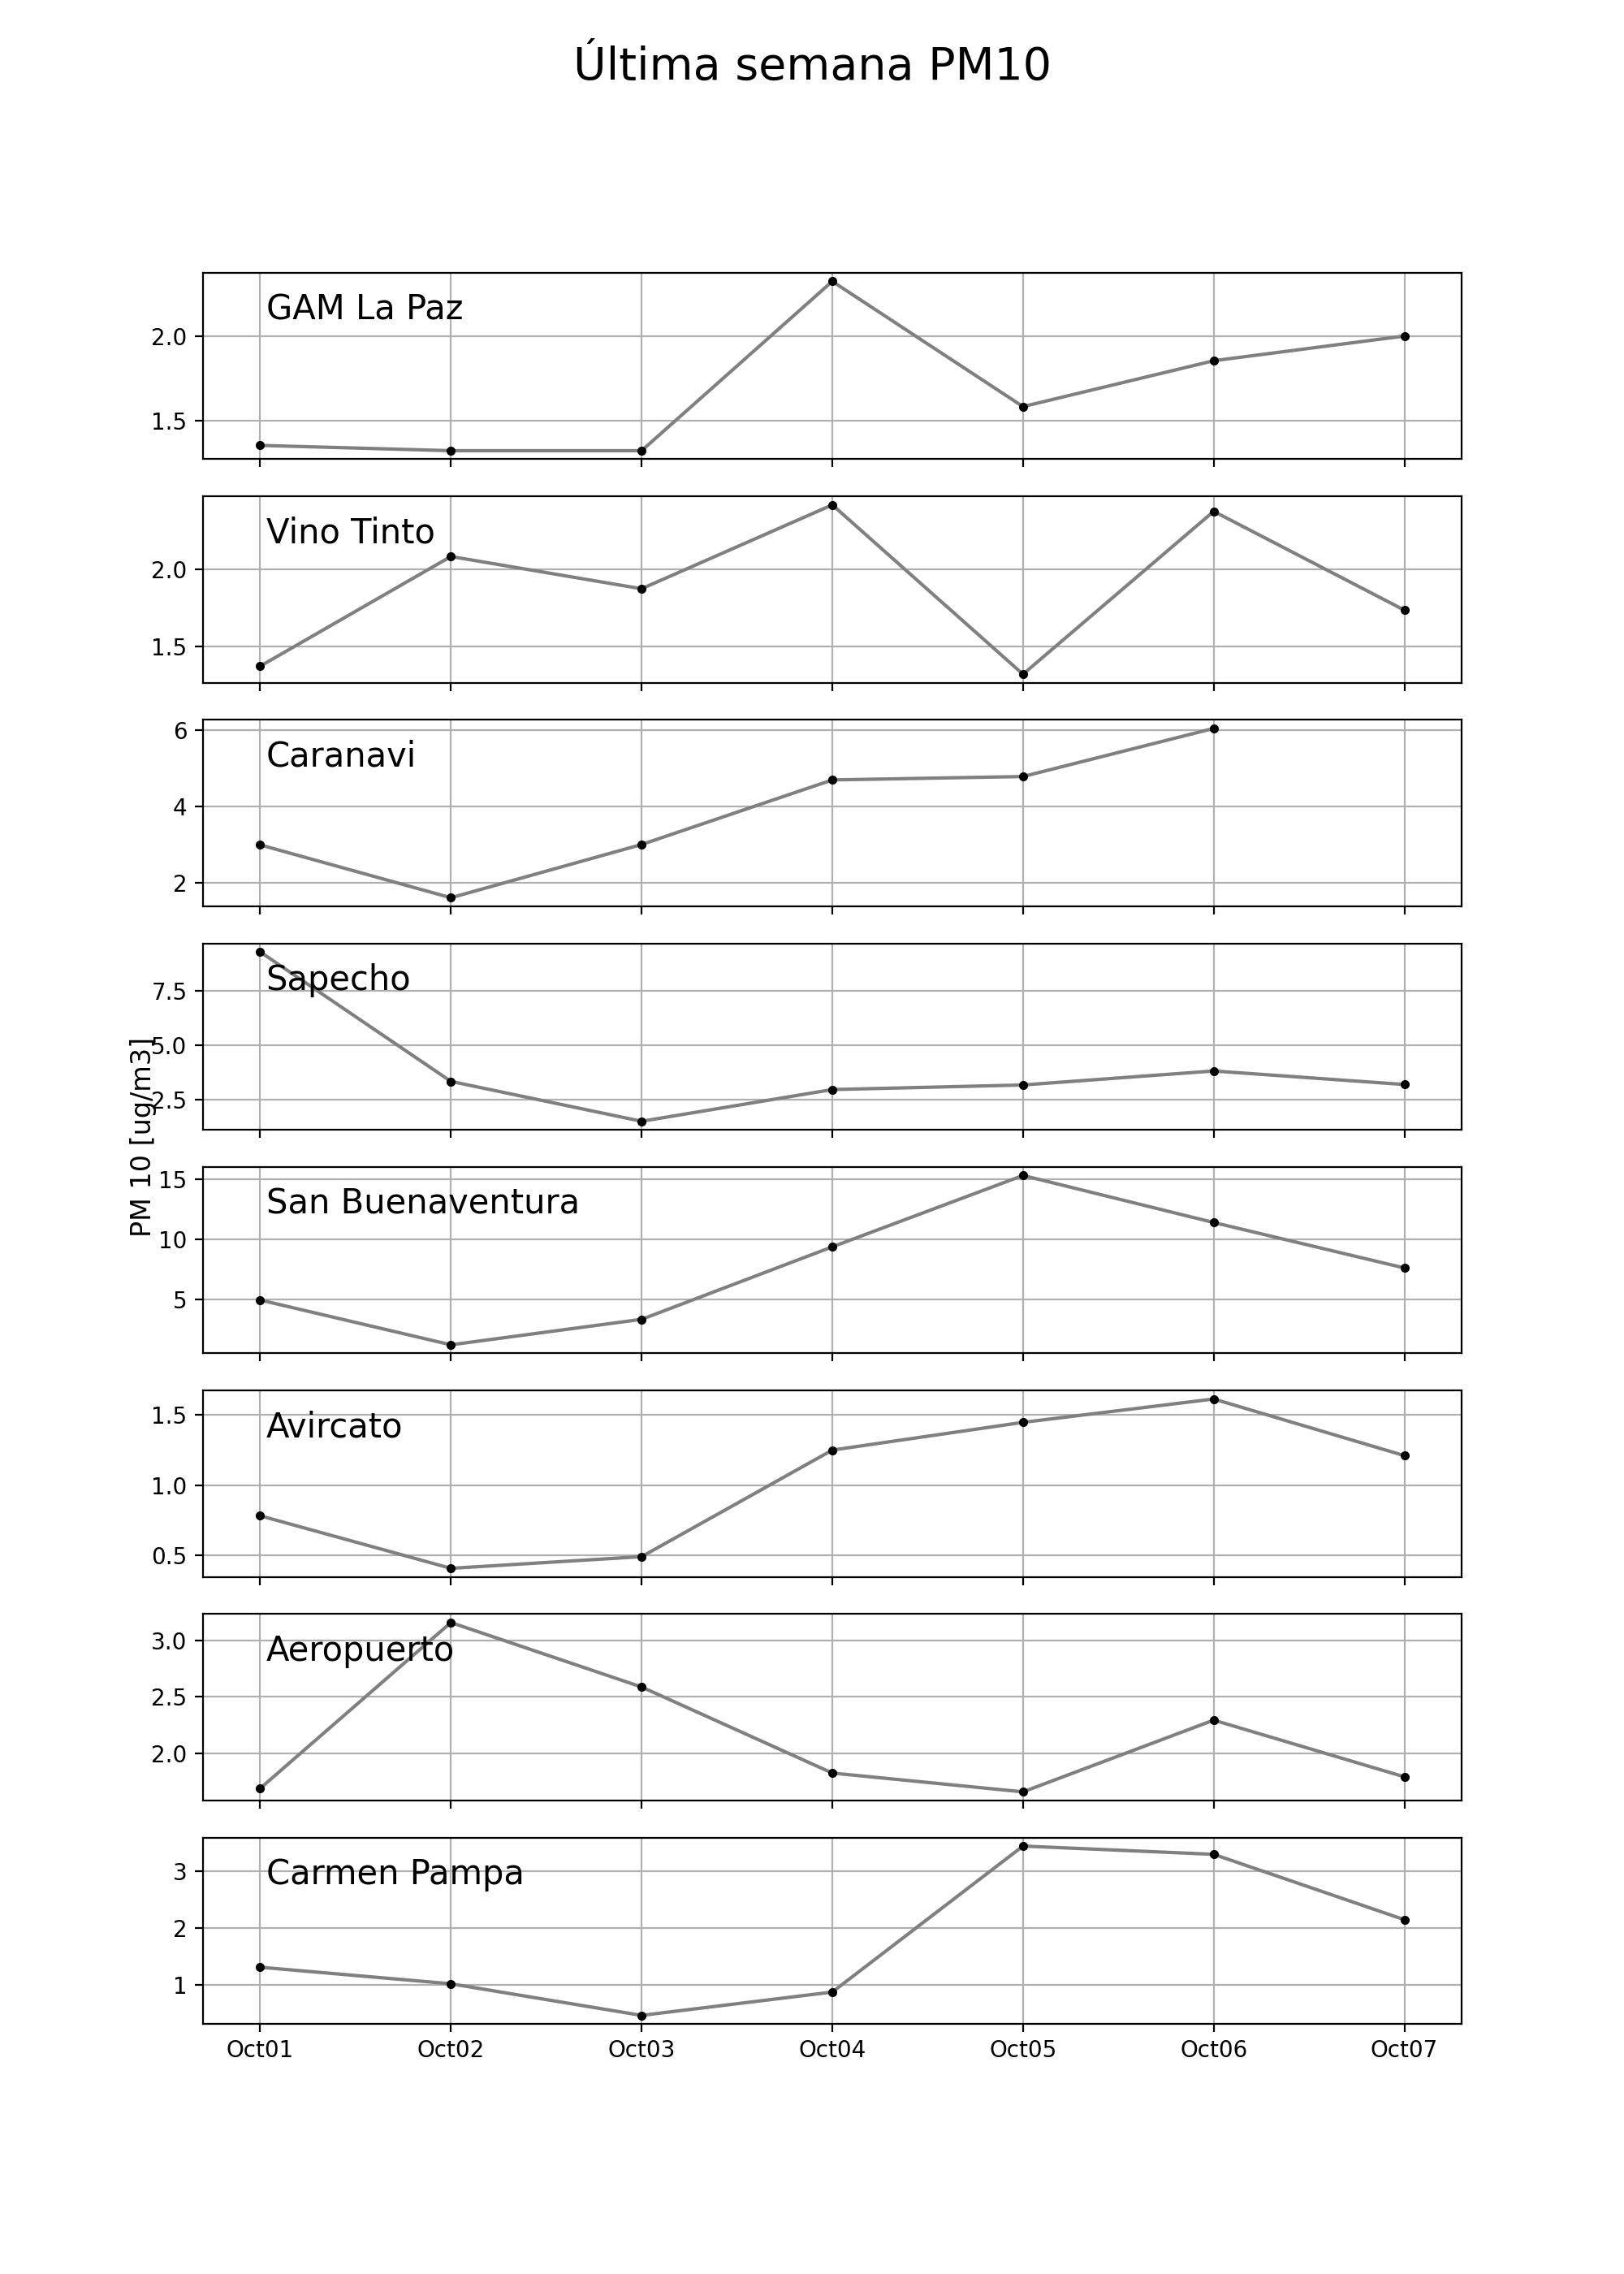 Última semana PM10
GAM La Paz
2.0
1.5
Vino Tinto
2.0
1.5
6
Caranavi
4
2
Sapecho
7.5
5.0
2.5
PM 10 [ug/m3]
15
San Buenaventura
10
5
1.5
Avircato
1.0
0.5
3.0
Aeropuerto
2.5
2.0
3
Carmen Pampa
2
1
Oct01 Oct02 Oct03 Oct04 Oct05 Oct06 Oct07